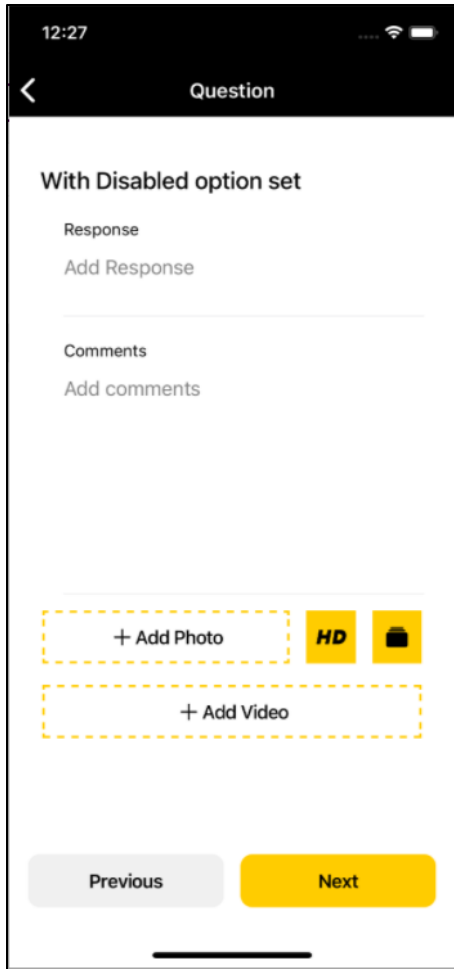 12:27
Question
With Disabled option set
Response
Add Response
Comments
Add comments
+ Add Photo
HD
+ Add Video
Previous
Next